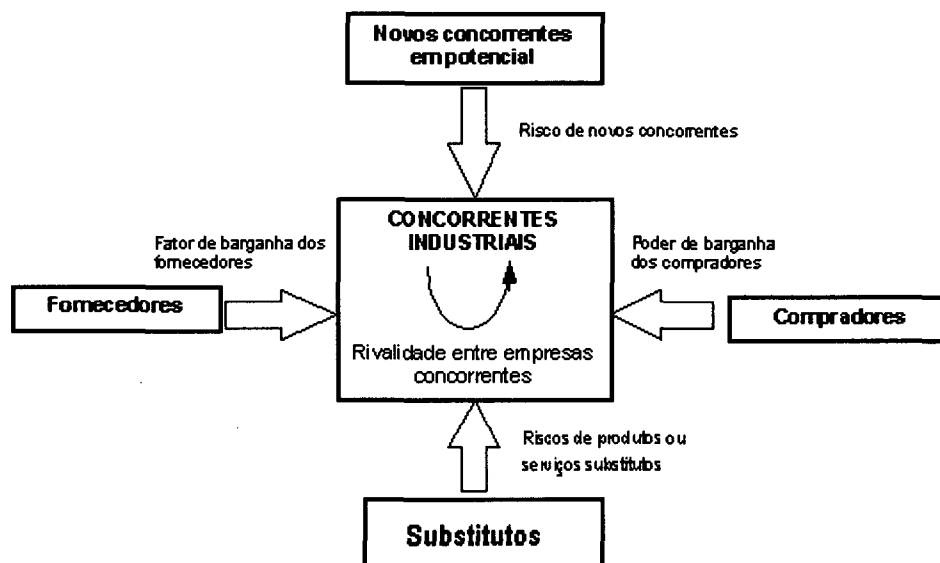 Novos concorrentes
em potencial
Risco de novos concorrentes
CONCORRENTES
INDUSTRIAIS
Fator de barganha dos
fornecedores
Poder de barganha
dos compradores
Fornecedores
Compradores
Rivalidade entre empresas
concorrentes
Riscos de produtos ou
serviços substitutos
Substitutos